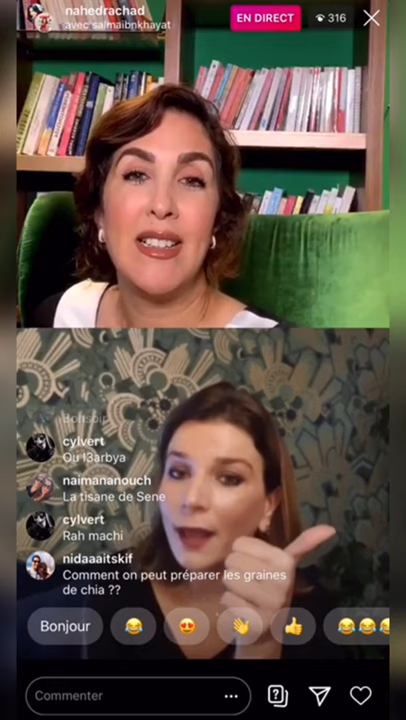 nahedrachad
avec salmaibnkhayat
EN DIRECT
316
Bonsoir
cylvert
Ou l3arbya
naimananouch
La tisane de Sene
cylvert
Rah machi
nidaaaitskif
Comment on peut préparer les graines
de chia ??
Bonjour
Commenter